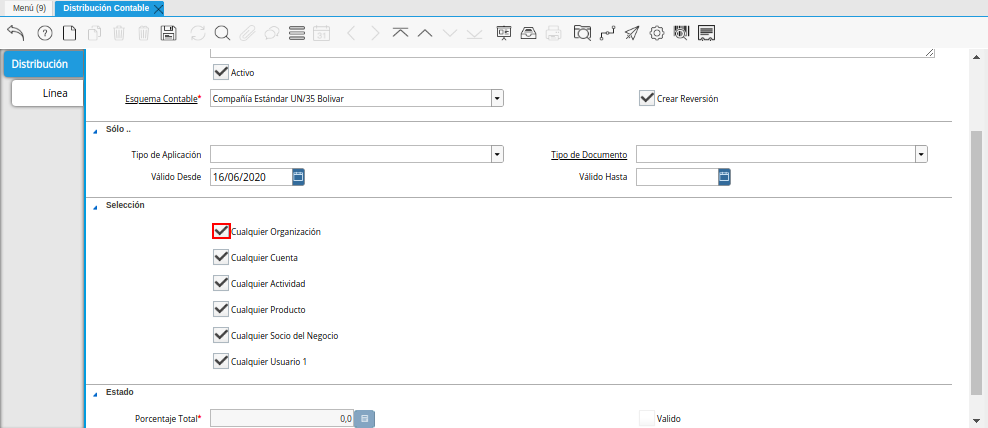 Menú (9) Distribución Contable
Distribución
Línea
Activo
Esquema Contable* Compañía Estándar UN/35 Bolivar Crear Reversión
Sólo ..
Tipo de Aplicación Tipo de Documento
Válido Desde 16/06/2020 Válido Hasta
Selección
Cualquier Organización
Cualquier Cuenta
Cualquier Actividad
Cualquier Producto
Cualquier Socio del Negocio
Cualquier Usuario 1
Estado
Porcentaje Total* 0,0 Valido